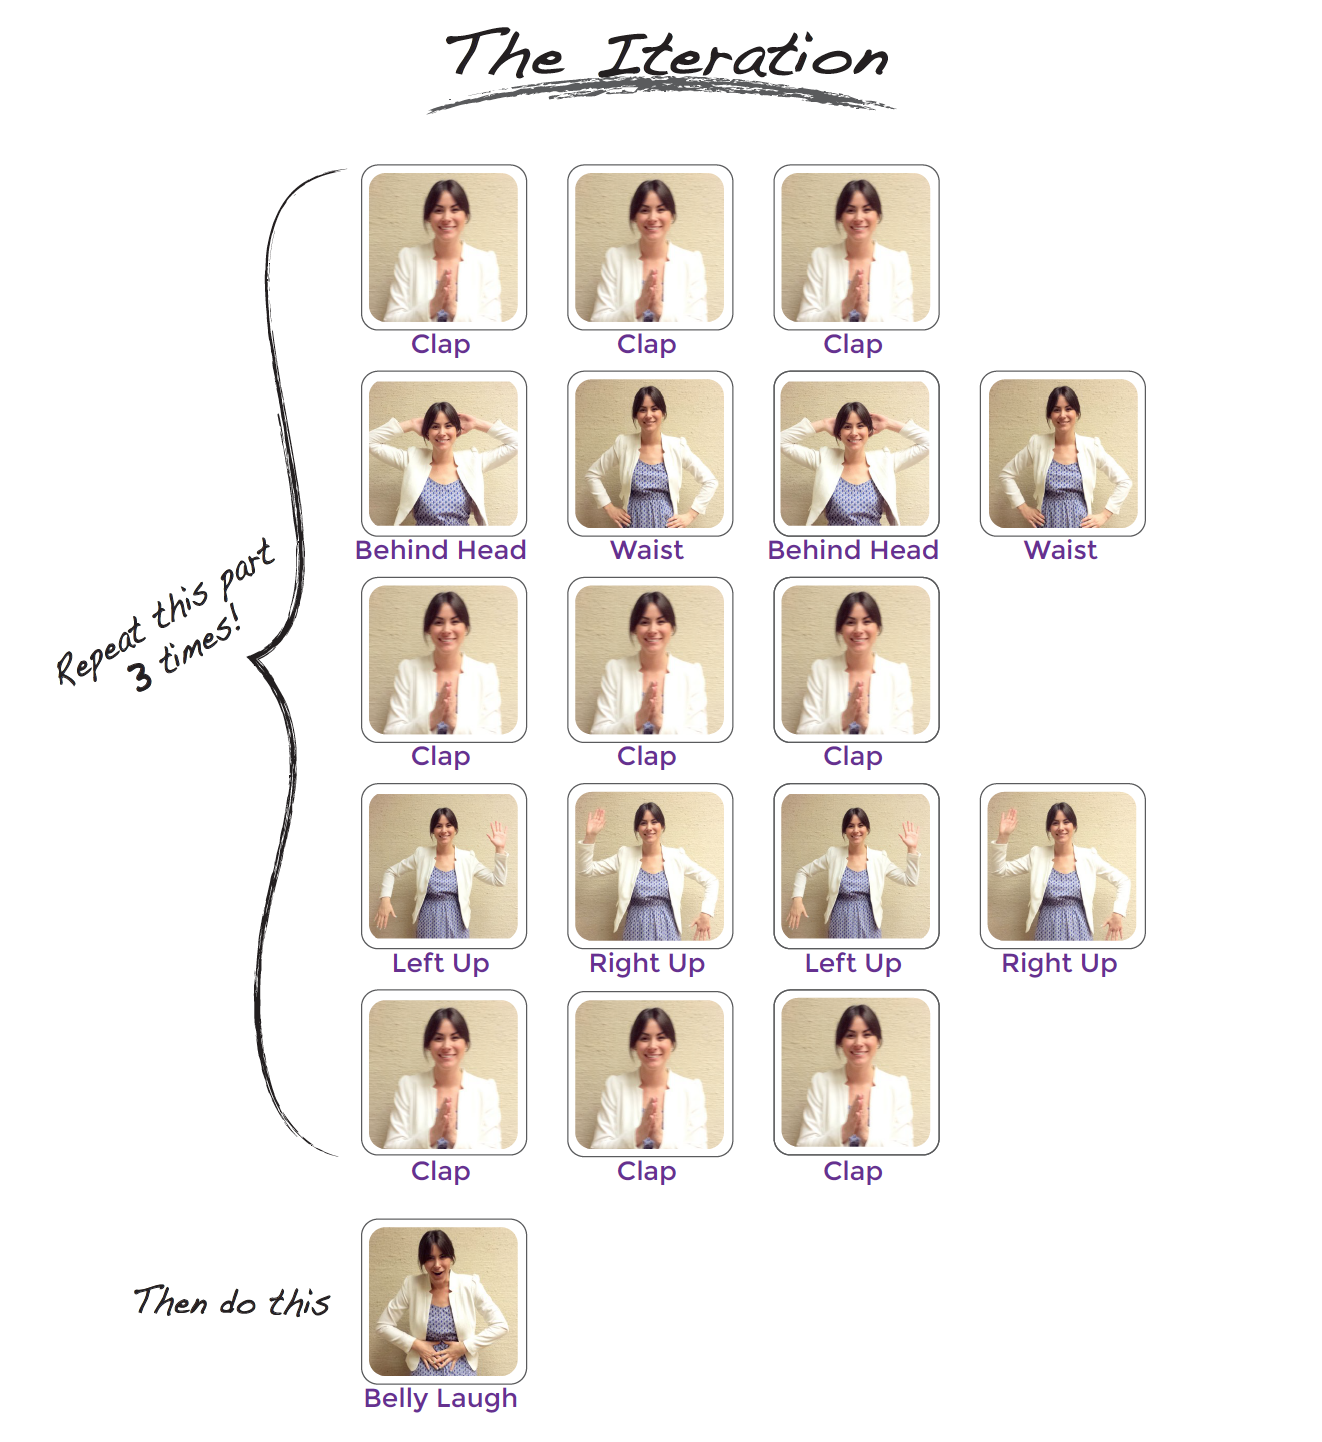 The Iteration
Clap Clap Clap
Behind Head Waist Behind Head Waist
Repeat this part
3 times!
Clap Clap Clap
Left Up Right Up Left Up Right Up
Clap Clap Clap
Then do this
Belly Laugh